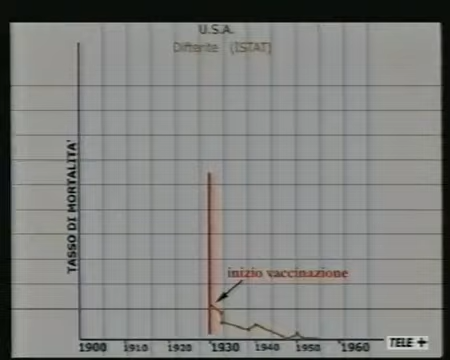 U.S.A.
Difterite (ISTAT)
TASSO DI MORTALITA'
inizio vaccinazione
1900 1910 1920 1930 1940 1950 1960
TELE +